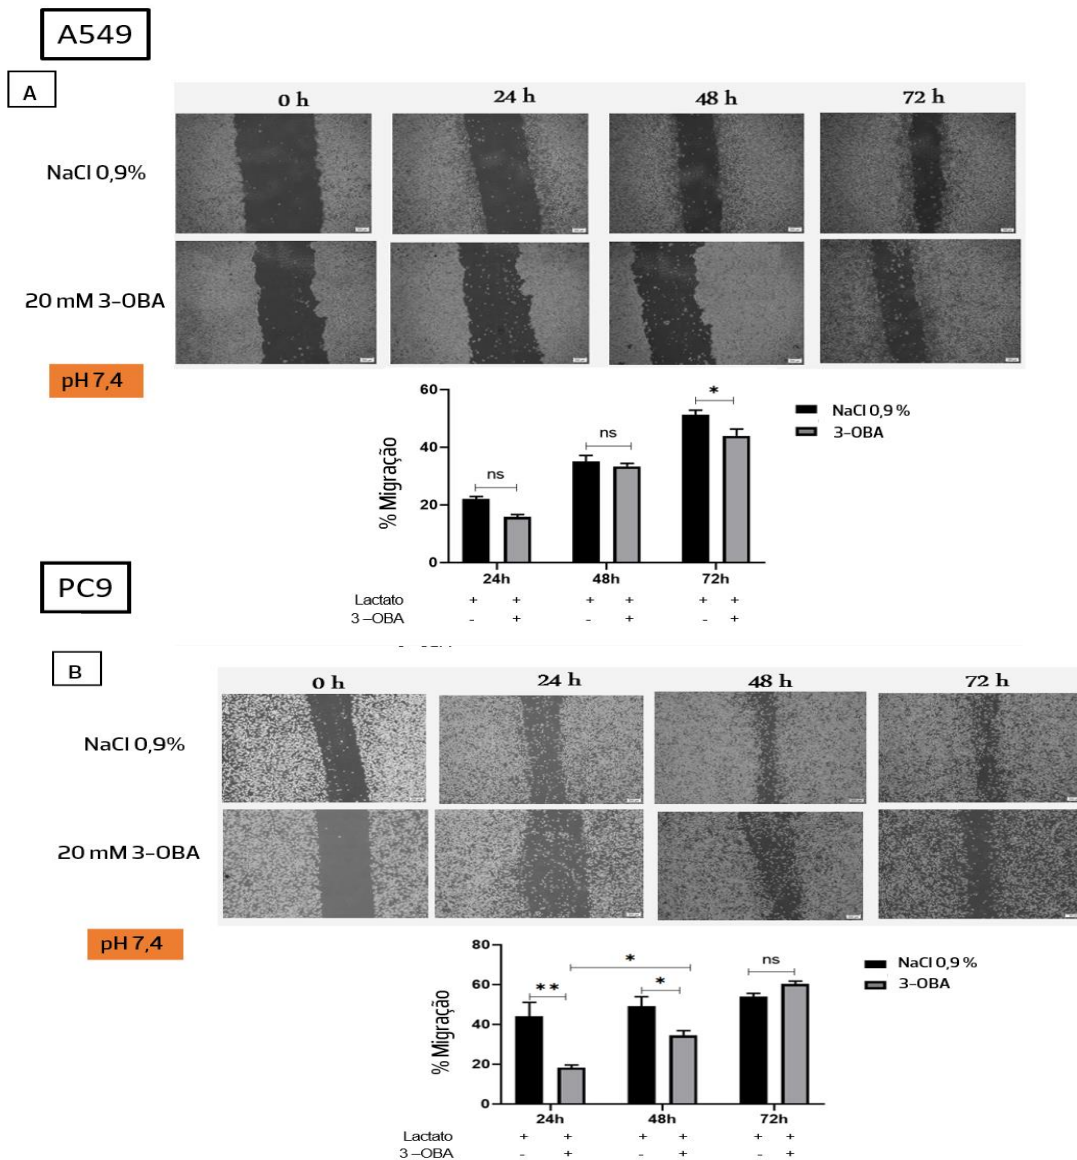 A549
A
0 h 24 h 48 h 72 h
NaCl 0,9%
20 mM 3-OBA
pH 7,4
60
40
20
0
% Migração
ns
ns
*
NaCl 0,9 %
3-OBA
24h 48h 72h
Lactato + + + + + +
3 -OBA - + - + - +
PC9
B
0 h 24 h 48 h 72 h
NaCl 0,9%
20 mM 3-OBA
pH 7,4
80
60
40
20
0
% Migração
**
*
*
ns
NaCl 0,9 %
3-OBA
24h 48h 72h
Lactato + + + + + +
3 -OBA - + - + - +